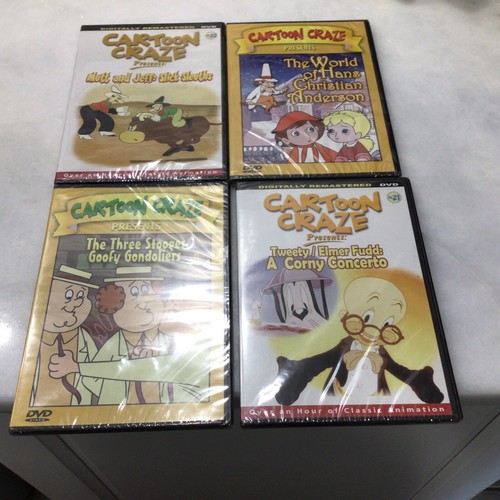 DIGITALLY REMASTERED DVD
CARTOON
CRAZE
Presents:
Mutt and Jeff: Slick Sleuths
CARTOON CRAZE
PRESENTS
The World
of Hans
Christian
Anderson
DVD
CARTOON CRAZE
PRESENTS
The Three Stooges
Goofy Gondoliers
DVD
VIDEO
DIGITALLY REMASTERED DVD
CARTOON
CRAZE
#21
Presents:
Tweety / Elmer Fudd:
A Corny Concerto
Over an Hour of Classic Animation